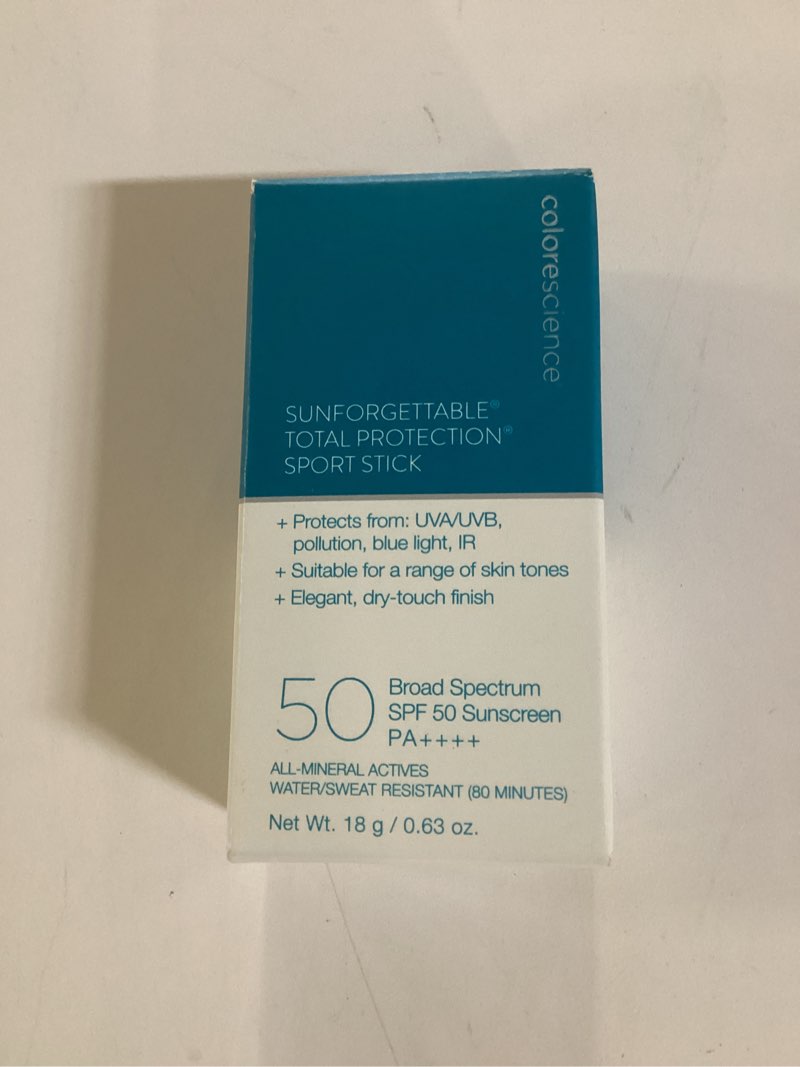 colorescience
SUNFORGETTABLE®
TOTAL PROTECTION®
SPORT STICK
+ Protects from: UVA/UVB,
pollution, blue light, IR
+ Suitable for a range of skin tones
+ Elegant, dry-touch finish
50
Broad Spectrum
SPF 50 Sunscreen
PA++++
ALL-MINERAL ACTIVES
WATER/SWEAT RESISTANT (80 MINUTES)
Net Wt. 18 g / 0.63 oz.